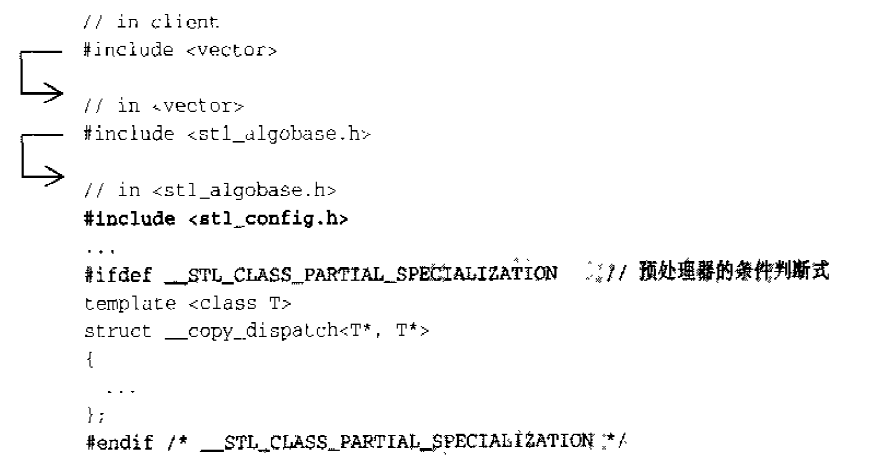 // in client
#include <vector>
// in <vector>
#include <stl_algobase.h>
// in <stl_algobase.h>
#include <stl_config.h>
...
#ifdef __STL_CLASS_PARTIAL_SPECIALIZATION // 预处理器的条件判断式
template <class T>
struct __copy_dispatch<T*, T*>
{
...
};
#endif /* __STL_CLASS_PARTIAL_SPECIALIZATION */